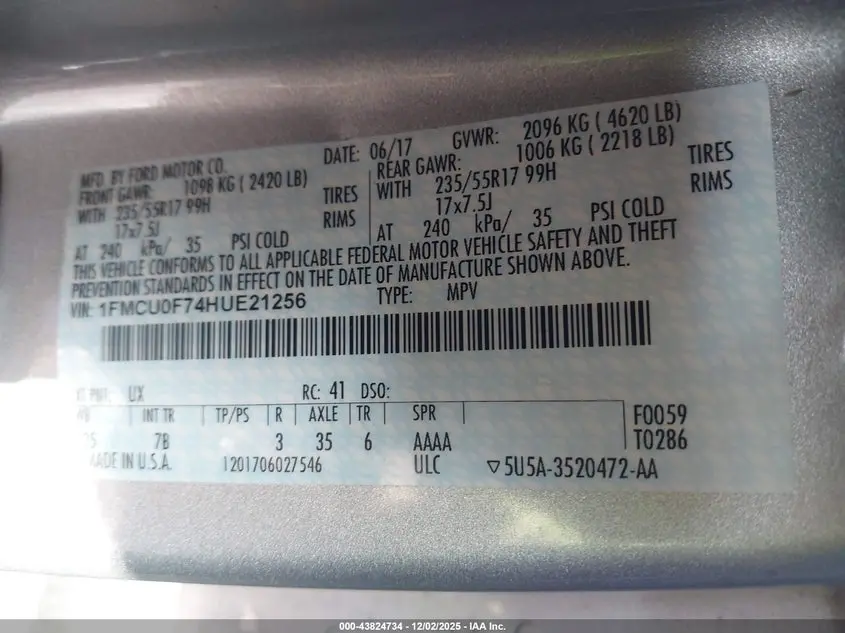 MFD. BY FORD MOTOR CO.
DATE: 06/17 GVWR: 2096 KG ( 4620 LB)
FRONT GAWR: 1098 KG ( 2420 LB)
REAR GAWR: 1006 KG ( 2218 LB)
WITH 235/55R17 99H TIRES
WITH 235/55R17 99H TIRES
17x7.5J RIMS
17x7.5J RIMS
AT 240 kPa/ 35 PSI COLD
AT 240 kPa/ 35 PSI COLD
THIS VEHICLE CONFORMS TO ALL APPLICABLE FEDERAL MOTOR VEHICLE SAFETY AND THEFT
PREVENTION STANDARDS IN EFFECT ON THE DATE OF MANUFACTURE SHOWN ABOVE.
VIN: 1FMCU0F74HUE21256 TYPE: MPV
UX RC: 41 DSO:
INT TR TP/PS R AXLE TR SPR F0059
7B 3 35 6 AAAA T0286
MADE IN U.S.A. 1201706027546 ULC ▽5U5A-3520472-AA
000-43824734 - 12/02/2025 - IAA Inc.